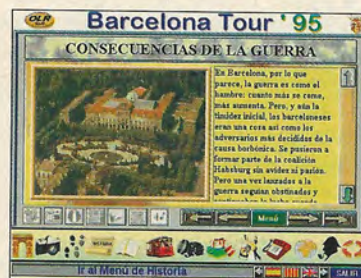 OLR
Barcelona Tour '95
CONSECUENCIAS DE LA GUERRA
En Barcelona, por lo que
parece, la guerra es como el
hambre: cuanto más se come,
más aumenta. Pero, y aún la
timidez inicial, los barceloneses
eran una cosa así como los
adversarios más decididos de la
causa borbónica. Se pusieron a
formar parte de la coalición
Habsburg sin avidez ni pasión.
Pero una vez lanzados a la
guerra seguían obstinados y
Menú
Ir al Menú de Historia